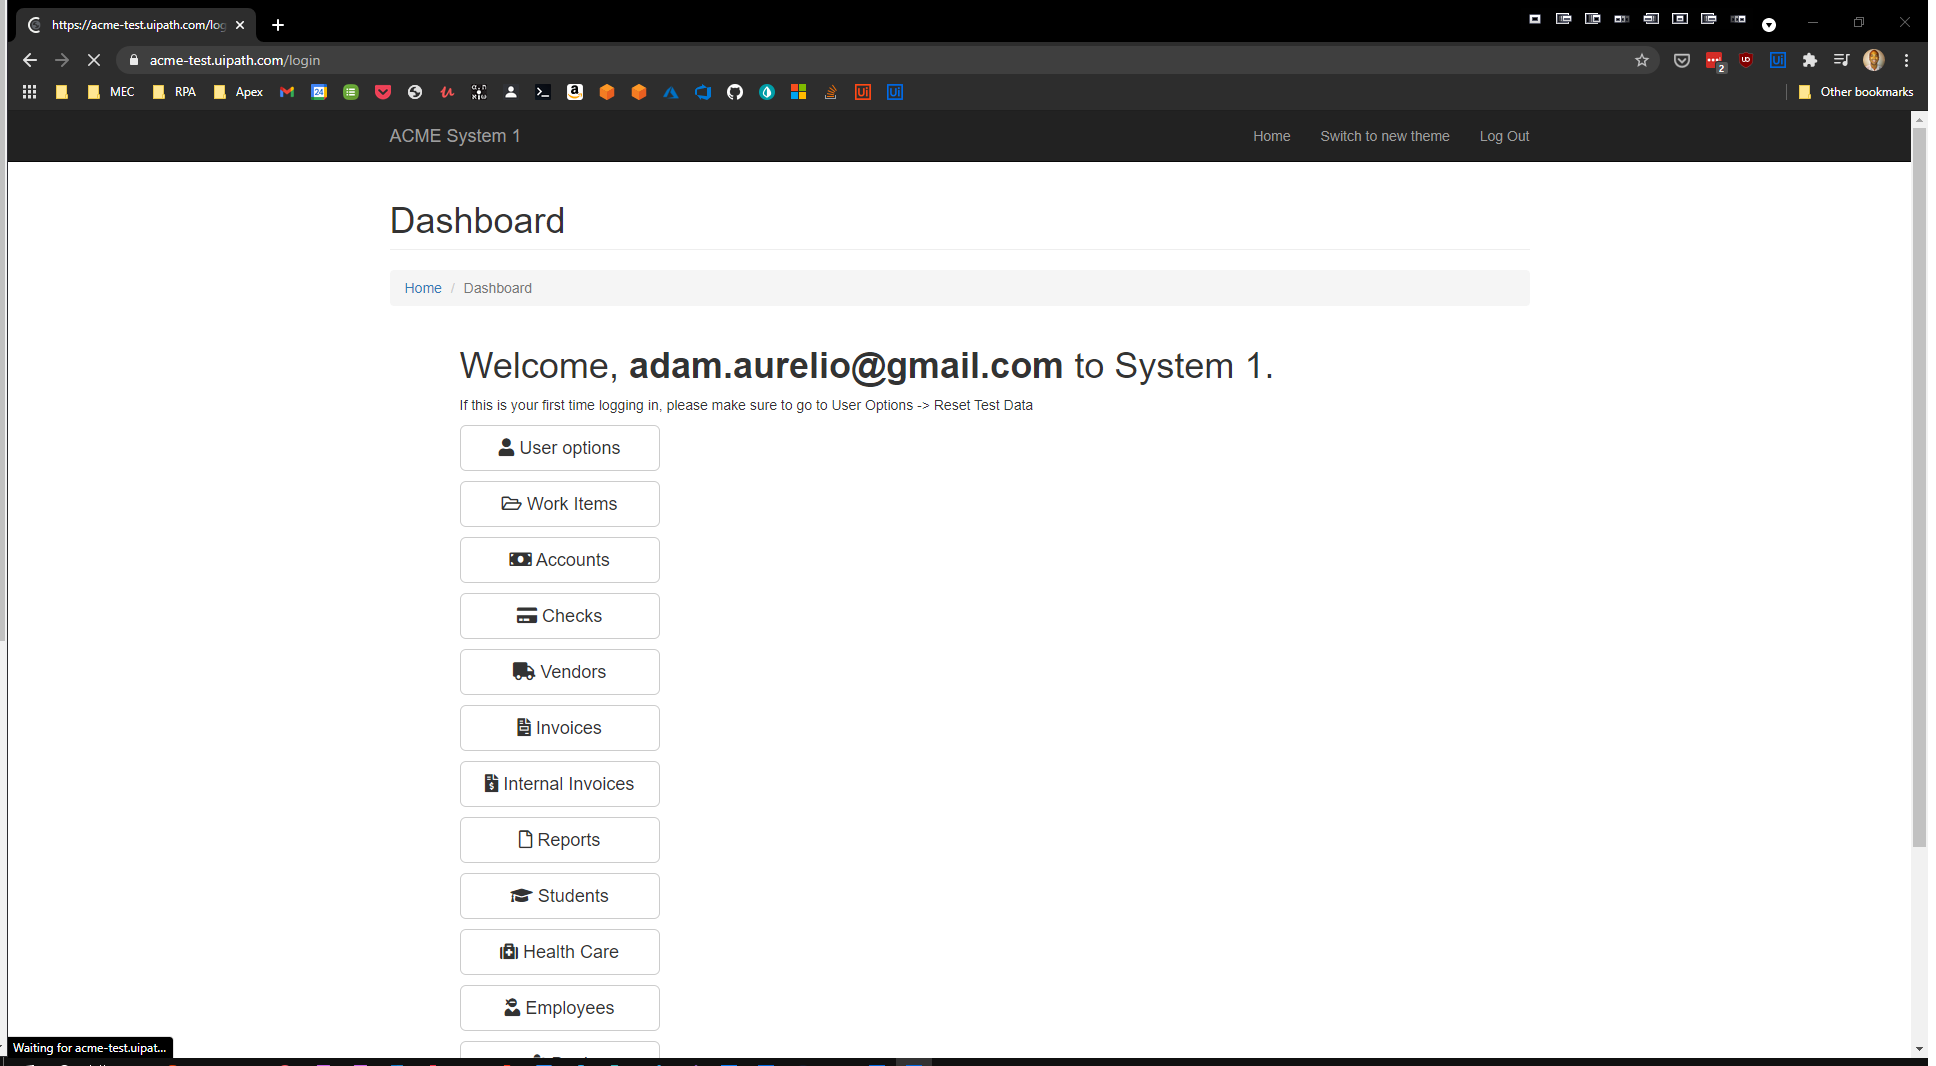 https://acme-test.uipath.com/log
acme-test.uipath.com/login
2
MEC
RPA
Apex
24
Ui
Ui
Other bookmarks
ACME System 1
Home
Switch to new theme
Log Out
Dashboard
Home / Dashboard
Welcome, adam.aurelio@gmail.com to System 1.
If this is your first time logging in, please make sure to go to User Options -> Reset Test Data
User options
Work Items
Accounts
Checks
Vendors
Invoices
Internal Invoices
Reports
Students
Health Care
Employees
Waiting for acme-test.uipat...